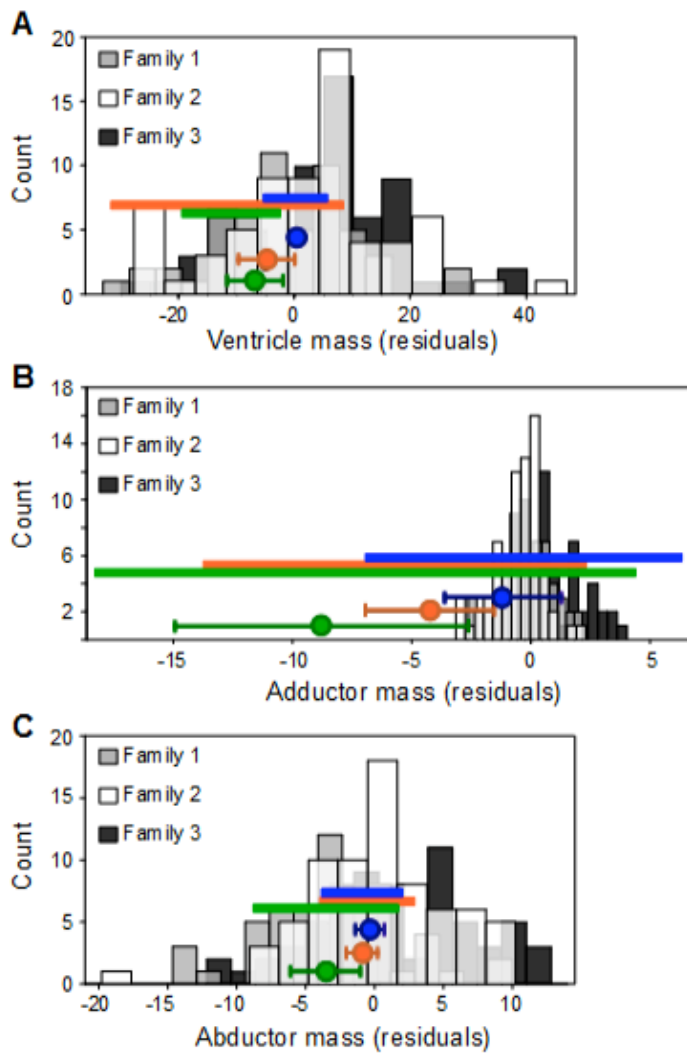 A
20
15
10
5
0
Count
Family 1
Family 2
Family 3
-20 0 20 40
Ventricle mass (residuals)
B
18
14
10
6
2
Count
Family 1
Family 2
Family 3
-15 -10 -5 0 5
Adductor mass (residuals)
C
20
15
10
5
0
Count
Family 1
Family 2
Family 3
-20 -15 -10 -5 0 5 10
Abductor mass (residuals)